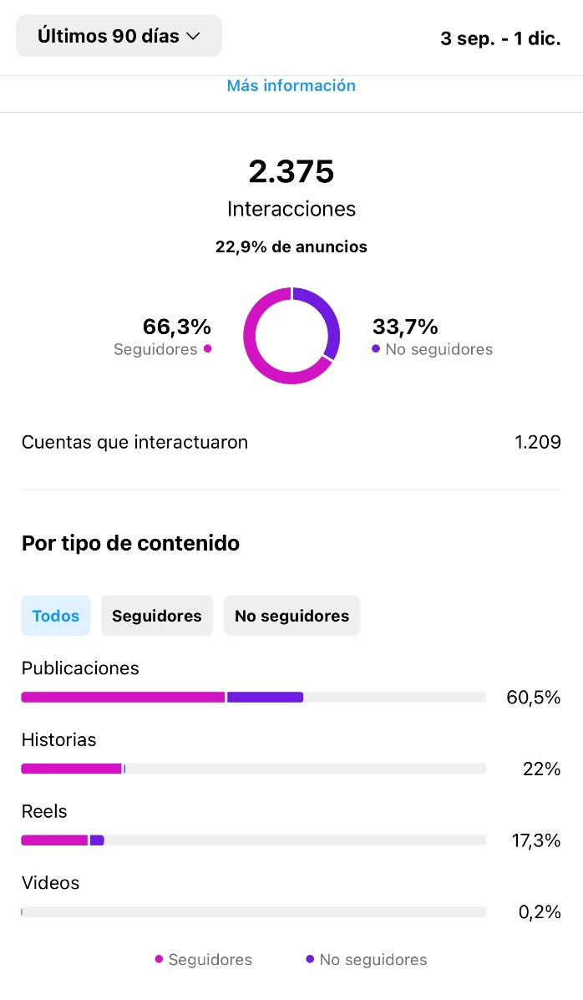 Últimos 90 días
3 sep. - 1 dic.
Más información
2.375
Interacciones
22,9% de anuncios
66,3%
Seguidores
33,7%
No seguidores
Cuentas que interactuaron 1.209
Por tipo de contenido
Todos Seguidores No seguidores
Publicaciones
60,5%
Historias
22%
Reels
17,3%
Videos
0,2%
Seguidores No seguidores